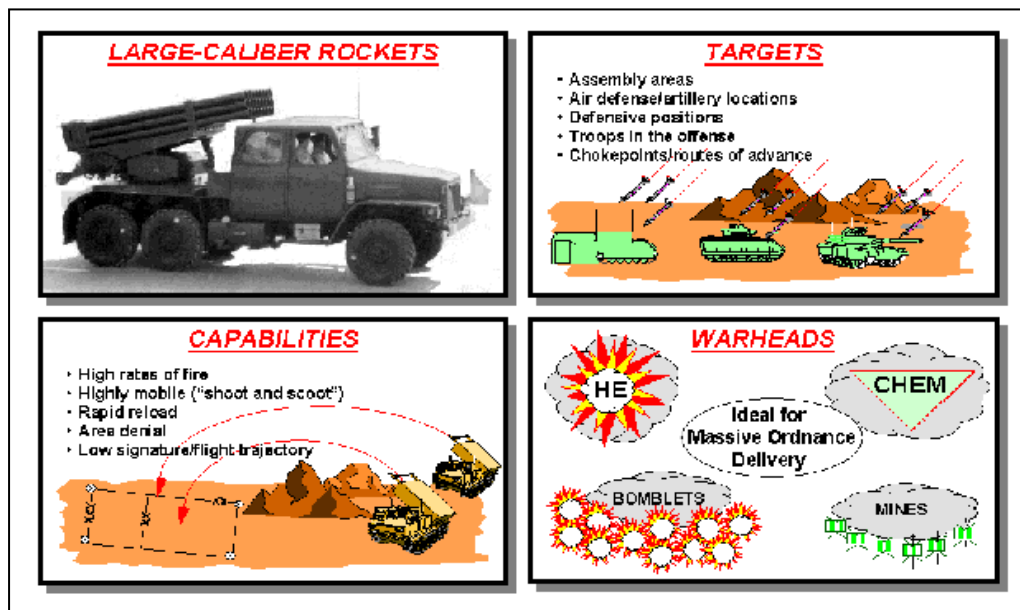 LARGE-CALIBER ROCKETS
TARGETS
• Assembly areas
• Air defense/artillery locations
• Defensive positions
• Troops in the offense
• Chokepoints/routes of advance
CAPABILITIES
• High rates of fire
• Highly mobile ("shoot and scoot")
• Rapid reload
• Area denial
• Low signature/flight trajectory
WARHEADS
HE
CHEM
Ideal for
Massive Ordnance
Delivery
BOMBLETS
MINES